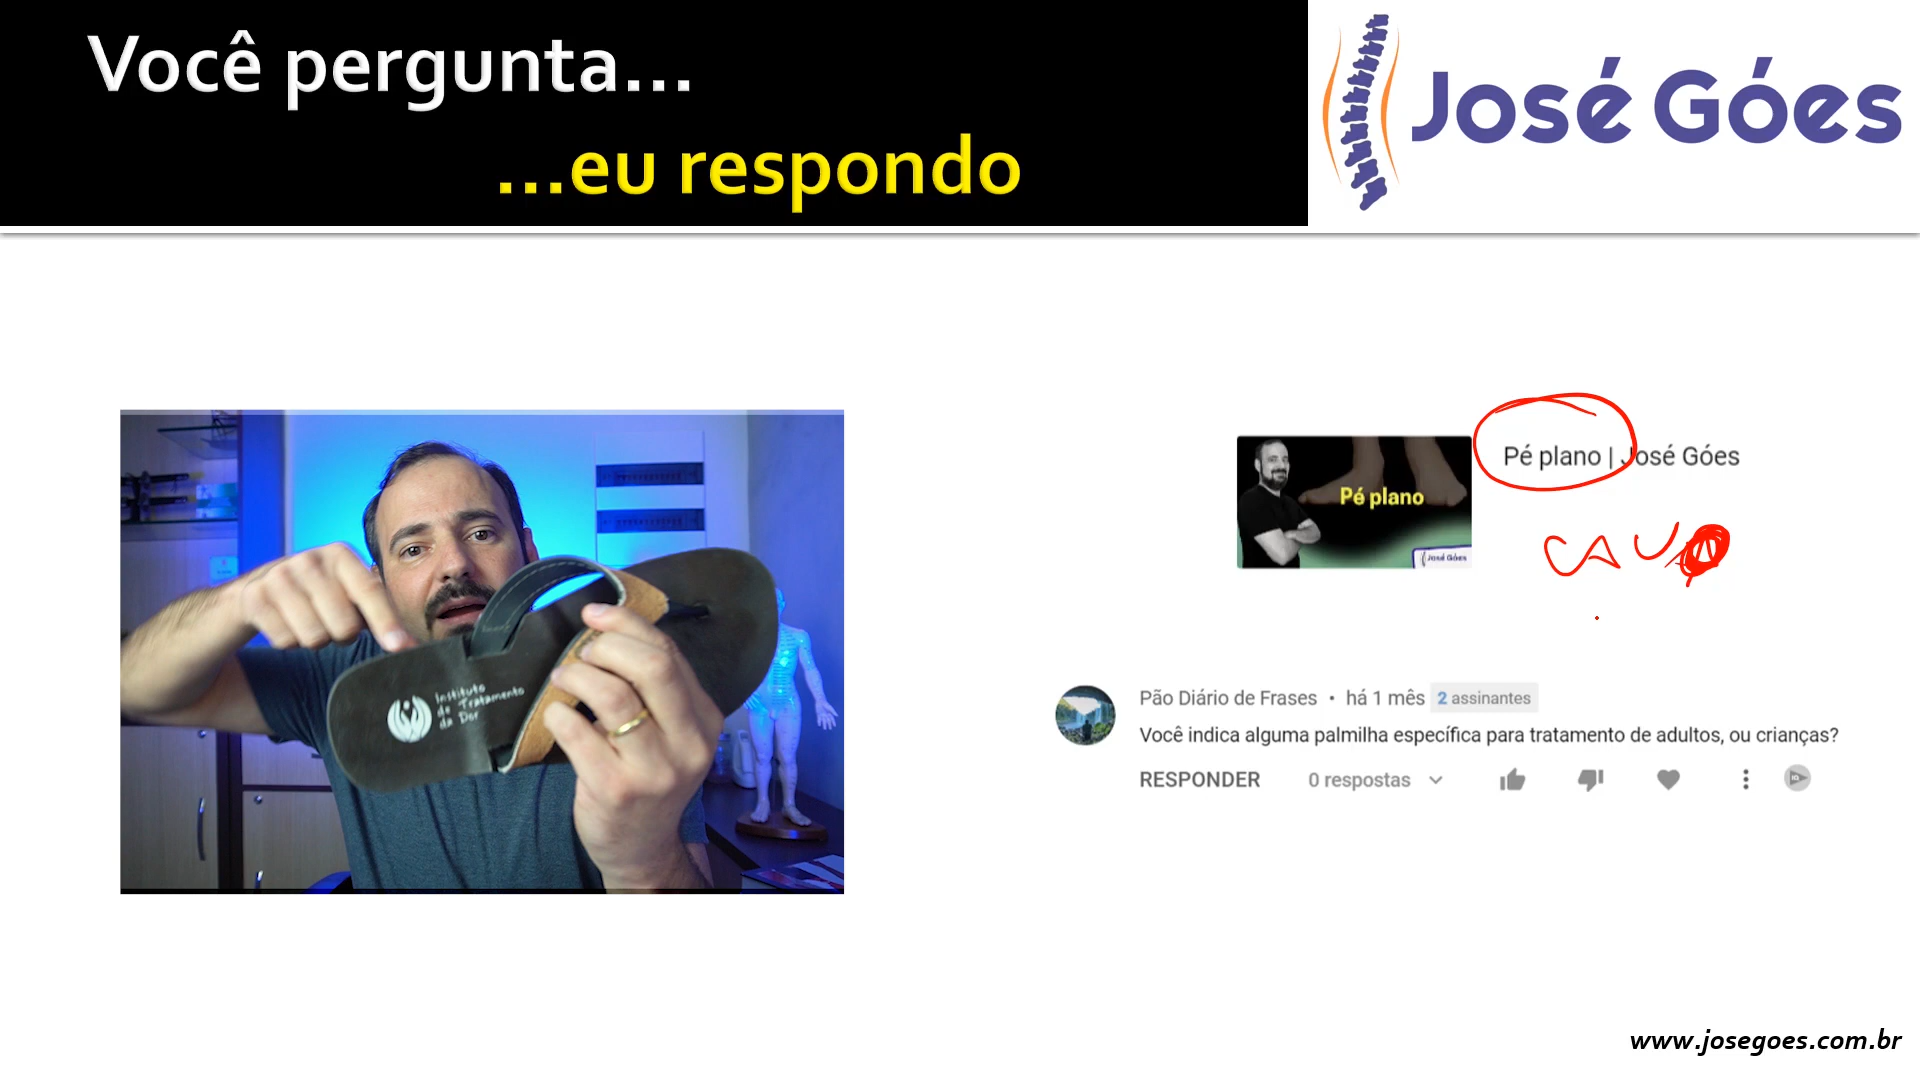 Você pergunta...
...eu respondo
José Góes
Instituto
de Tratamento
da Dor
Pé plano
José Góes
Pé plano | José Góes
CAVO
Pão Diário de Frases • há 1 mês 2 assinantes
Você indica alguma palmilha específica para tratamento de adultos, ou crianças?
RESPONDER 0 respostas
www.josegoes.com.br